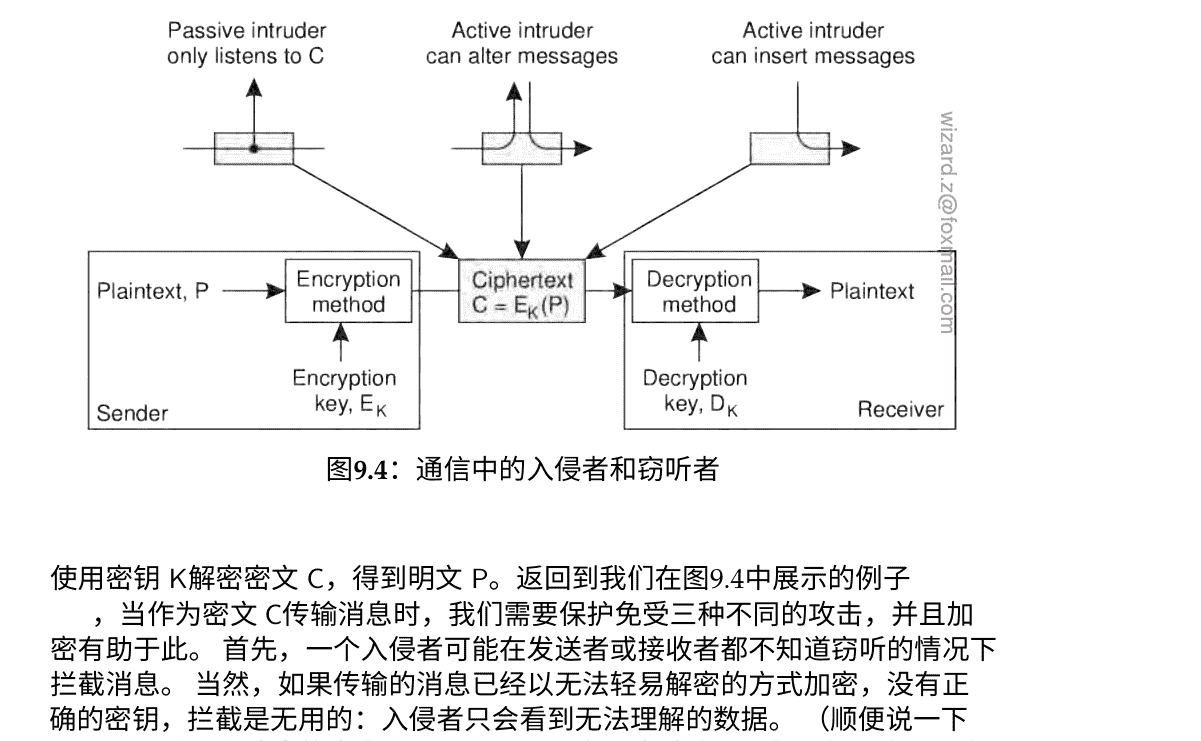 Passive intruder
only listens to C
Active intruder
can alter messages
Active intruder
can insert messages
wizard.z@foxmail.com
Plaintext, P
Encryption
method
Ciphertext
C = EK(P)
Decryption
method
Plaintext
Encryption
key, EK
Decryption
key, DK
Sender
Receiver
图9.4：通信中的入侵者和窃听者
使用密钥 K解密密文 C，得到明文 P。返回到我们在图9.4中展示的例子
，当作为密文 C传输消息时，我们需要保护免受三种不同的攻击，并且加
密有助于此。 首先，一个入侵者可能在发送者或接收者都不知道窃听的情况下
拦截消息。 当然，如果传输的消息已经以无法轻易解密的方式加密，没有正
确的密钥，拦截是无用的：入侵者只会看到无法理解的数据。 （顺便说一下